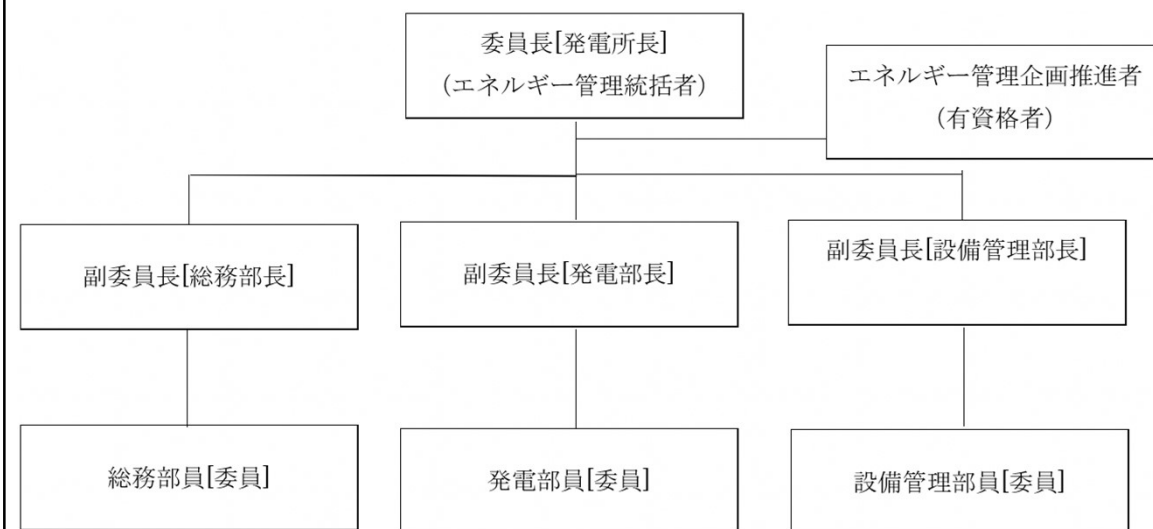 委員長[発電所長]
（エネルギー管理統括者）
エネルギー管理企画推進者
（有資格者）
副委員長[総務部長]
副委員長[発電部長]
副委員長[設備管理部長]
総務部員[委員]
発電部員[委員]
設備管理部員[委員]